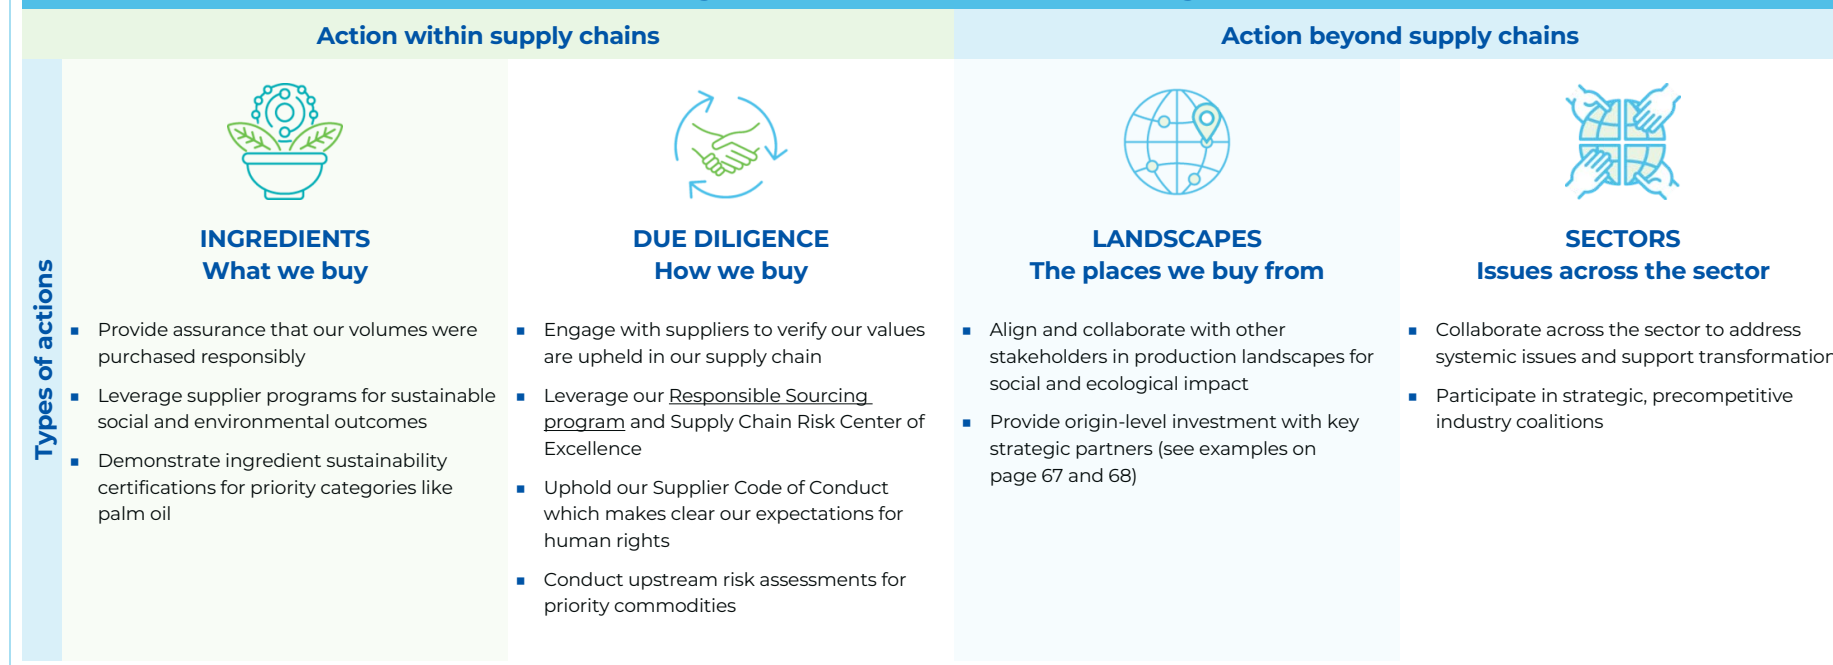 Action within supply chains
Action beyond supply chains
Types of actions
INGREDIENTS
What we buy
▪ Provide assurance that our volumes were
purchased responsibly
▪ Leverage supplier programs for sustainable
social and environmental outcomes
▪ Demonstrate ingredient sustainability
certifications for priority categories like
palm oil
DUE DILIGENCE
How we buy
▪ Engage with suppliers to verify our values
are upheld in our supply chain
▪ Leverage our Responsible Sourcing
program and Supply Chain Risk Center of
Excellence
▪ Uphold our Supplier Code of Conduct
which makes clear our expectations for
human rights
▪ Conduct upstream risk assessments for
priority commodities
LANDSCAPES
The places we buy from
▪ Align and collaborate with other
stakeholders in production landscapes for
social and ecological impact
▪ Provide origin-level investment with key
strategic partners (see examples on
page 67 and 68)
SECTORS
Issues across the sector
▪ Collaborate across the sector to address
systemic issues and support transformation
▪ Participate in strategic, precompetitive
industry coalitions